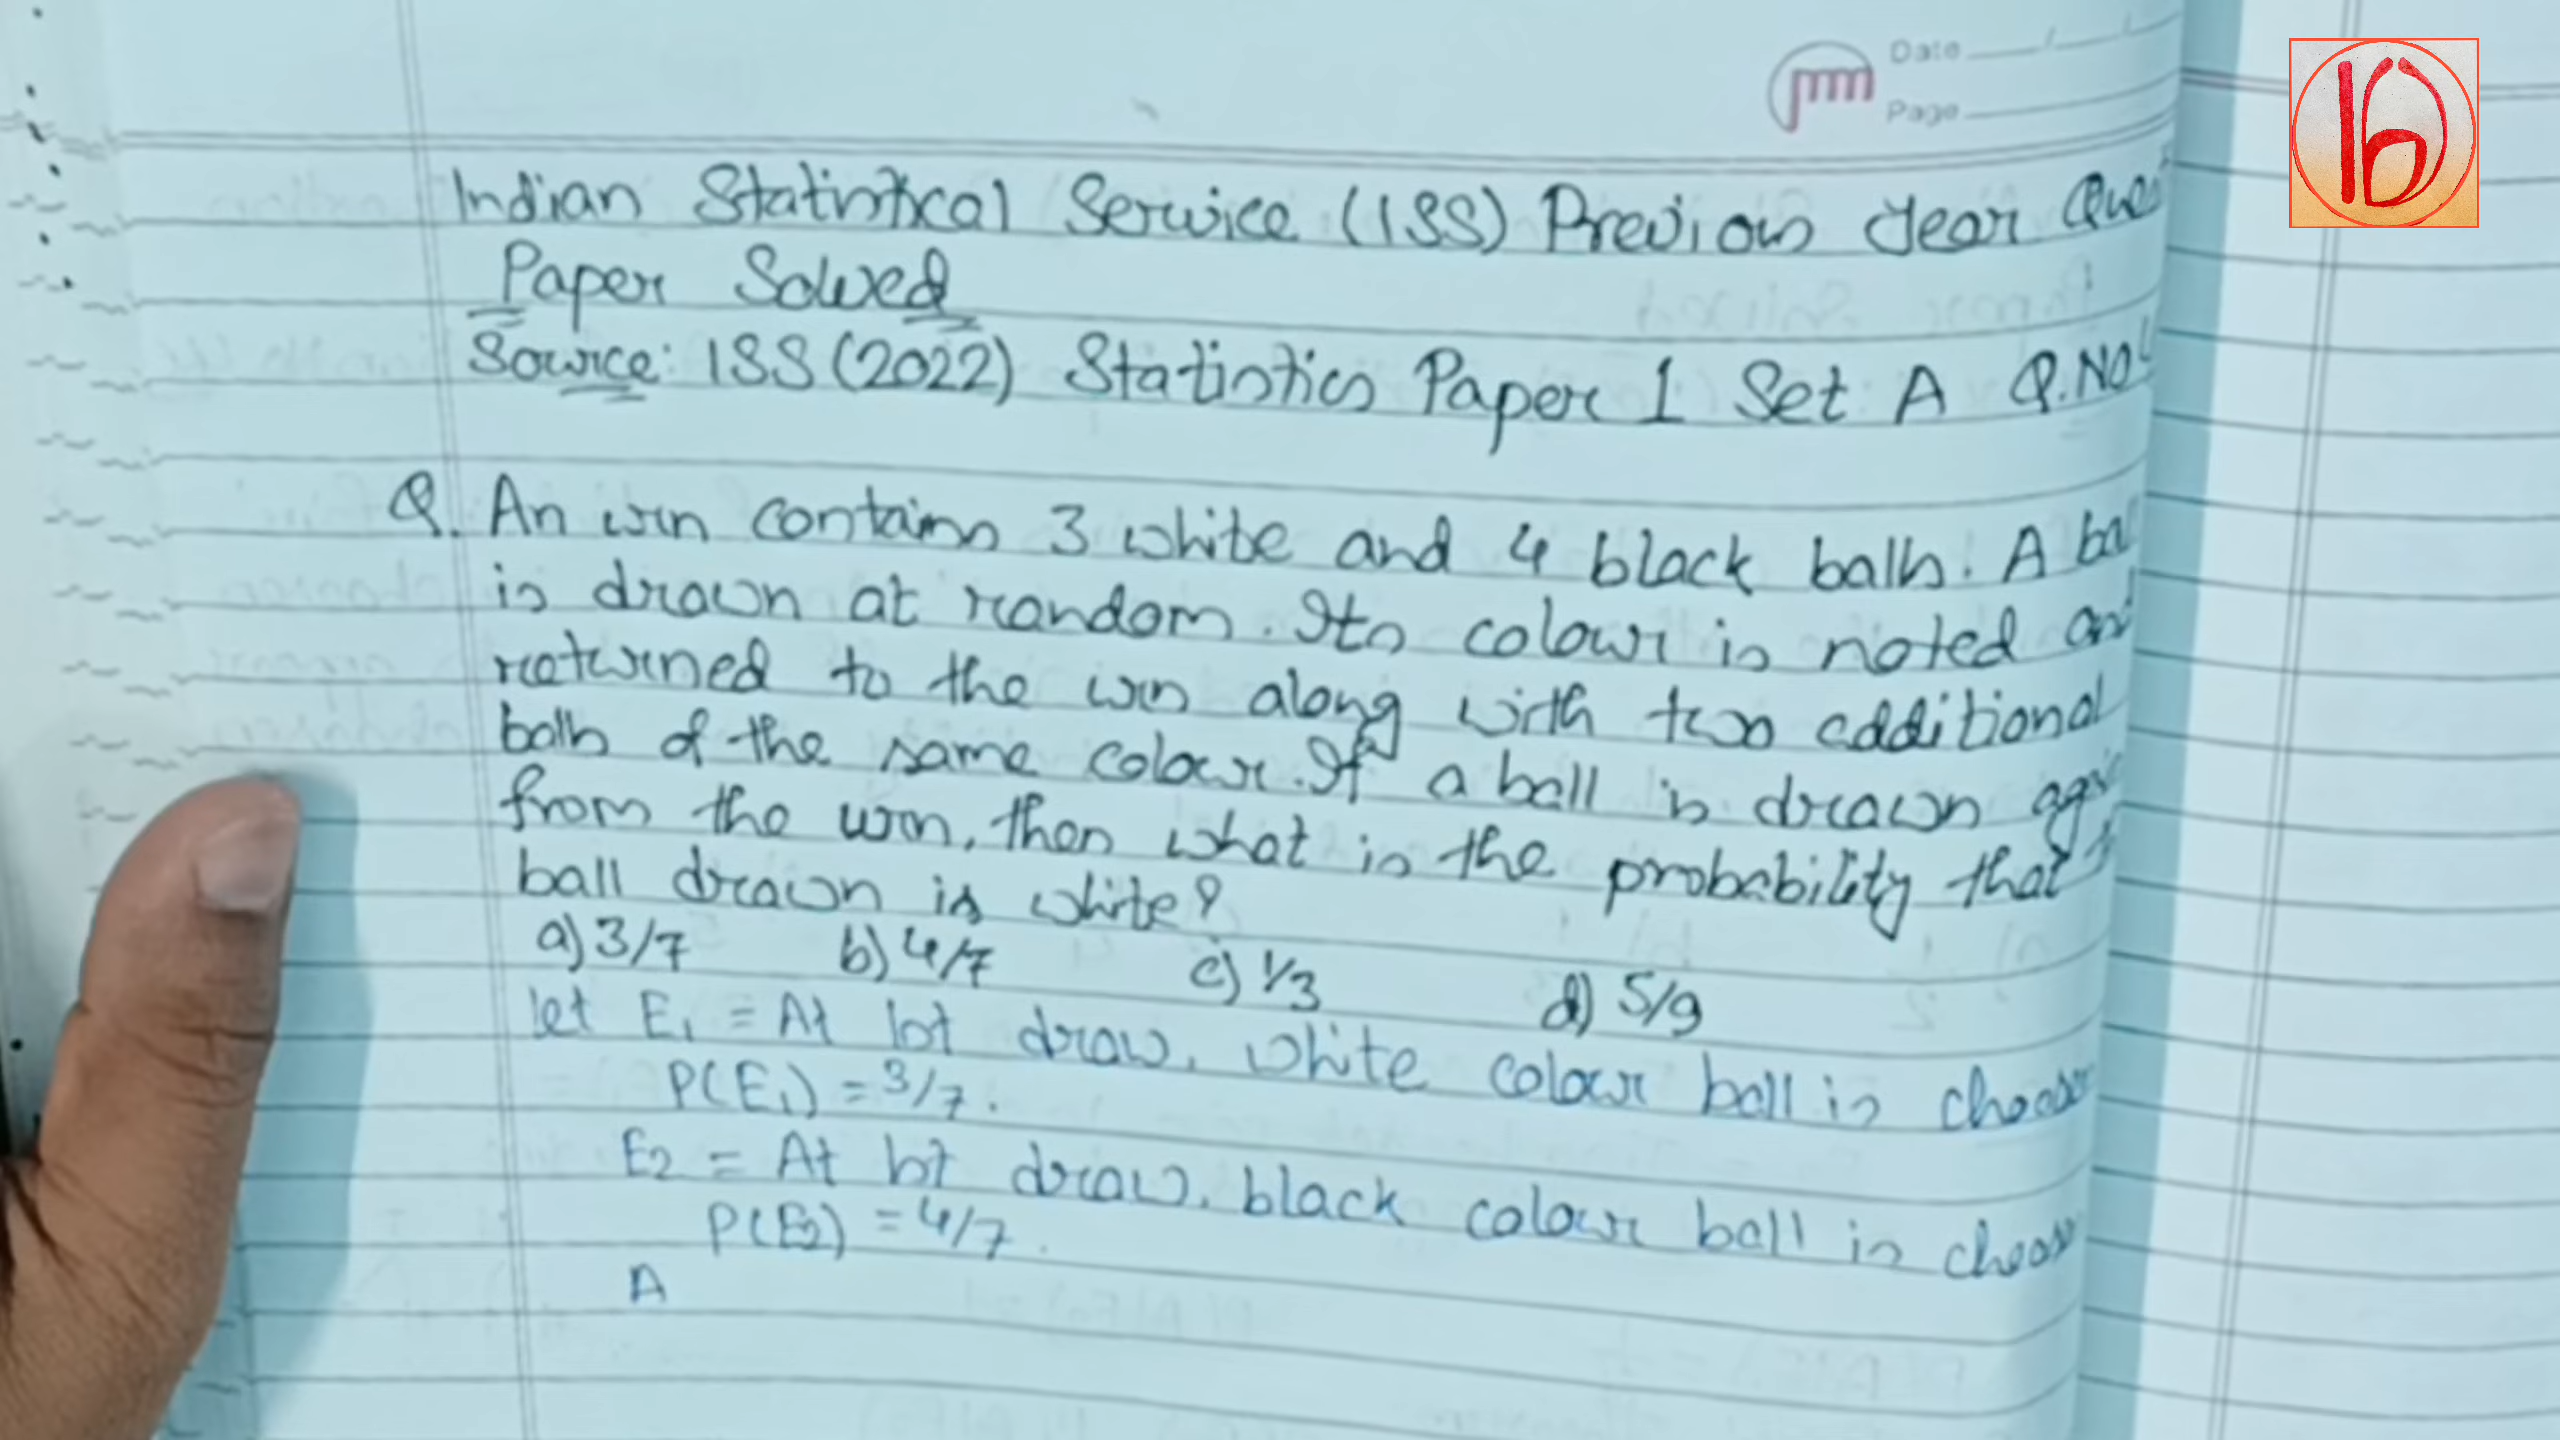 Date
Page
Indian Statistical Service (ISS) Previous Year
Paper Solved
Source: ISS (2022) Statistics Paper 1 Set A Q.No
Q. An urn contains 3 white and 4 black balls. A
is drawn at random. Its colour is noted and
returned to the urn along with two additional
balls of the same colour. If a ball is drawn
from the urn, then what is the probability that
ball drawn is white?
a) 3/7 b) 4/7 c) 1/3 d) 5/9
let E1 = At 1st draw, white colour ball is
P(E1) = 3/7.
E2 = At 1st draw, black colour ball is
P(E2) = 4/7.
A